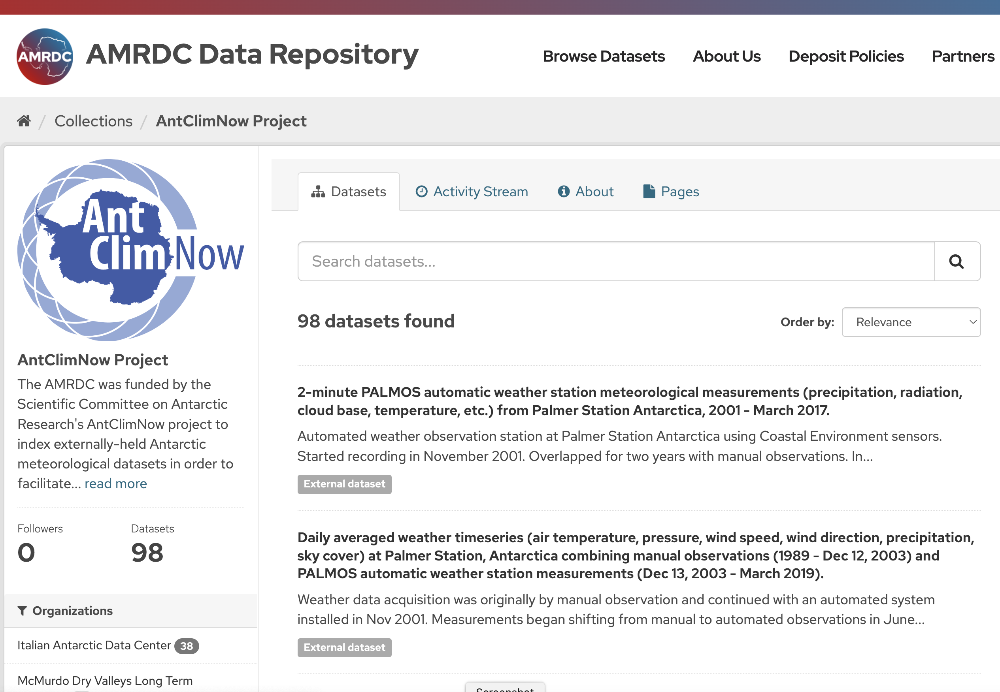 AMRDC
AMRDC Data Repository
Browse Datasets
About Us
Deposit Policies
Partners
/ Collections / AntClimNow Project
Ant
ClimNow
AntClimNow Project
The AMRDC was funded by the
Scientific Committee on Antarctic
Research's AntClimNow project to
index externally-held Antarctic
meteorological datasets in order to
facilitate... read more
Followers
0
Datasets
98
Organizations
Italian Antarctic Data Center 38
McMurdo Dry Valleys Long Term
Datasets
Activity Stream
About
Pages
Search datasets...
98 datasets found
Order by:
Relevance
2-minute PALMOS automatic weather station meteorological measurements (precipitation, radiation,
cloud base, temperature, etc.) from Palmer Station Antarctica, 2001 - March 2017.
Automated weather observation station at Palmer Station Antarctica using Coastal Environment sensors.
Started recording in November 2001. Overlapped for two years with manual observations. In...
External dataset
Daily averaged weather timeseries (air temperature, pressure, wind speed, wind direction, precipitation,
sky cover) at Palmer Station, Antarctica combining manual observations (1989 - Dec 12, 2003) and
PALMOS automatic weather station measurements (Dec 13, 2003 - March 2019).
Weather data acquisition was originally by manual observation and continued with an automated system
installed in Nov 2001. Measurements began shifting from manual to automated observations in June...
External dataset
Screenshot